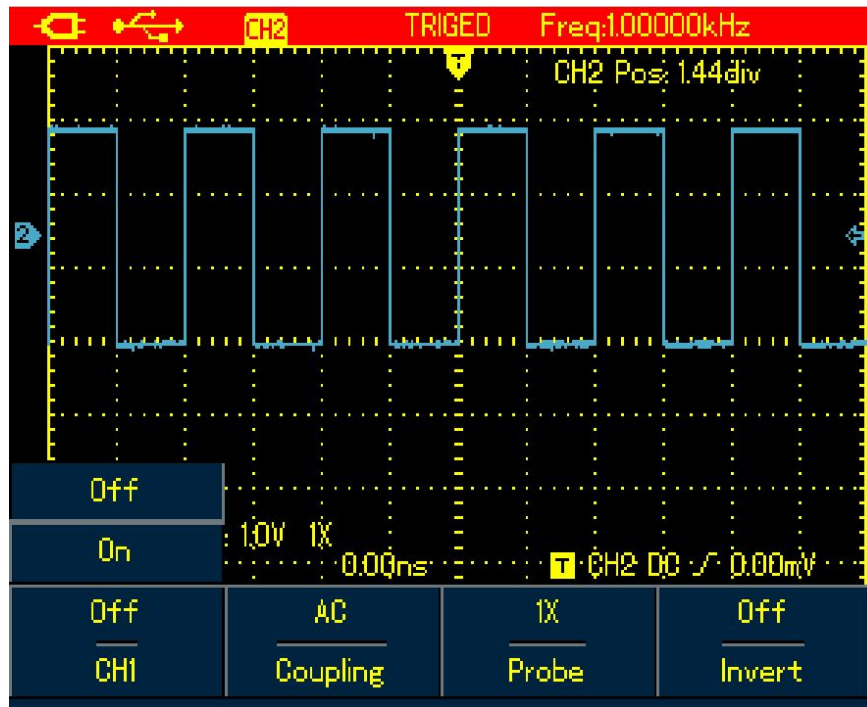 CH2 TRIGED Freq:1.00000kHz
T
CH2 Pos: 1.44div
2
Off
On
: 1.0V 1X
0.00ns T CH2 DC 0.00mV
Off AC 1X Off
CH1 Coupling Probe Invert